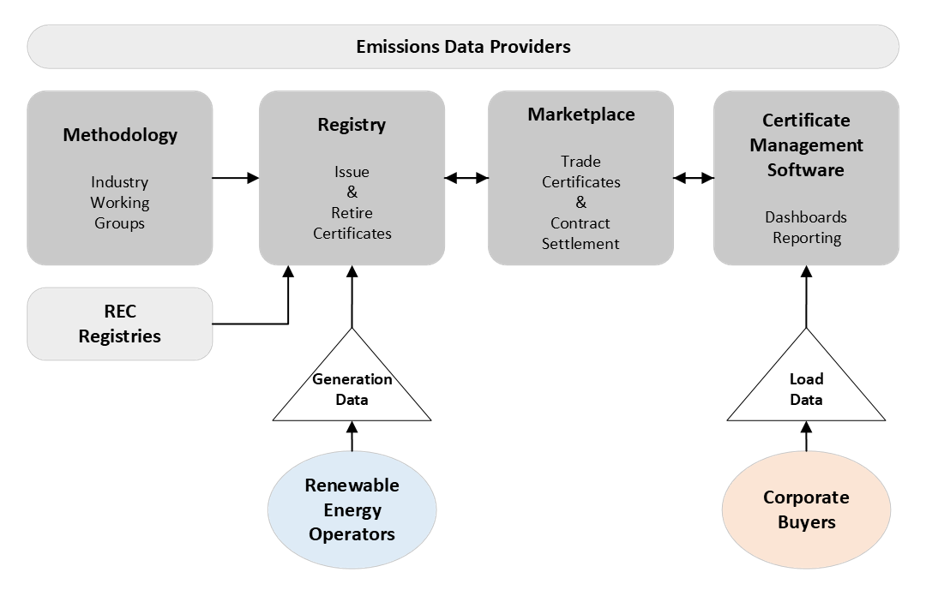 Emissions Data Providers
Methodology
Industry
Working
Groups
Registry
Issue
&
Retire
Certificates
Marketplace
Trade
Certificates
&
Contract
Settlement
Certificate
Management
Software
Dashboards
Reporting
REC
Registries
Generation
Data
Load
Data
Renewable
Energy
Operators
Corporate
Buyers